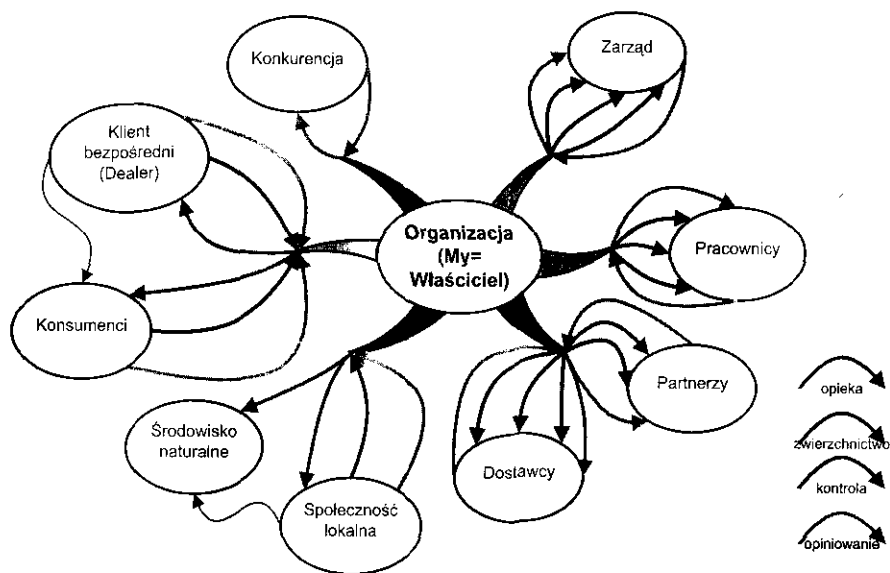 Konkurencja
Zarząd
Klient
bezpośredni
(Dealer)
Organizacja
(My=
Właściciel)
Pracownicy
Konsumenci
Partnerzy
Środowisko
naturalne
Dostawcy
Społeczność
lokalna
opieka
zwierzchnictwo
kontrola
opiniowanie